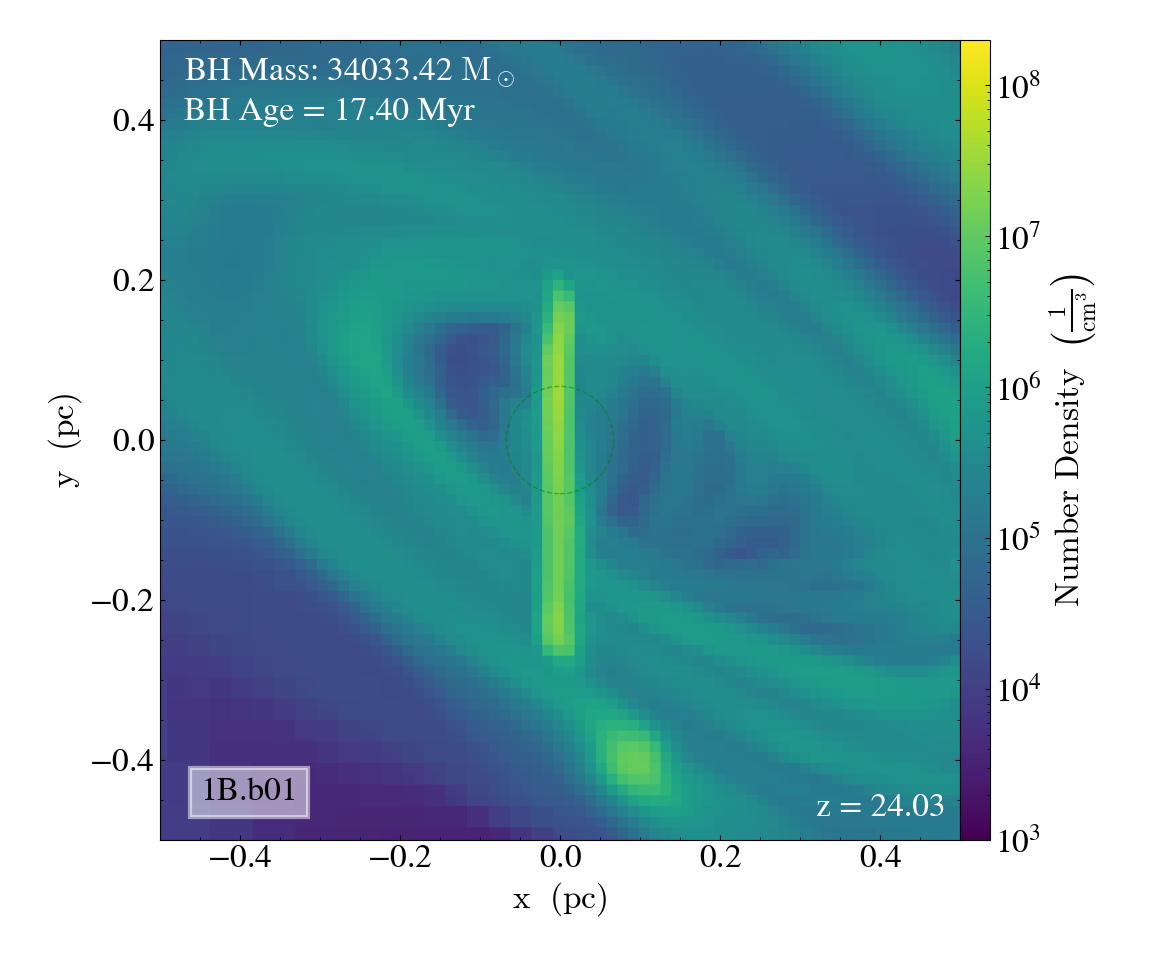 BH Mass: 34033.42 M⊙
BH Age = 17.40 Myr
0.4
0.2
0.0
−0.2
−0.4
y (pc)
1B.b01
z = 24.03
−0.4
−0.2
0.0
0.2
0.4
x (pc)
10⁸
10⁷
10⁶
10⁵
10⁴
10³
Number Density (1/cm³)